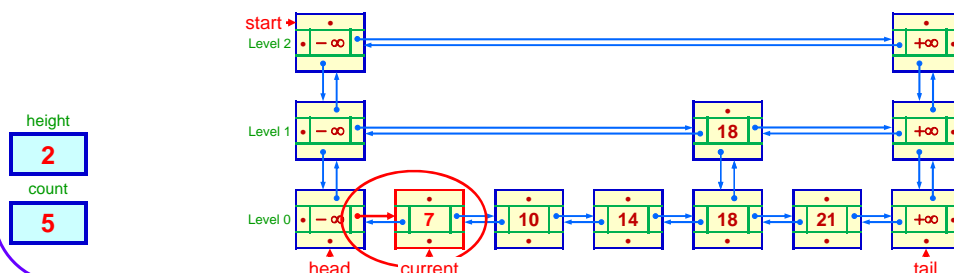 start
Level 2
− ∞
+∞
height
2
Level 1
− ∞
18
+∞
count
5
Level 0
− ∞
7
10
14
18
21
+∞
head
current
tail